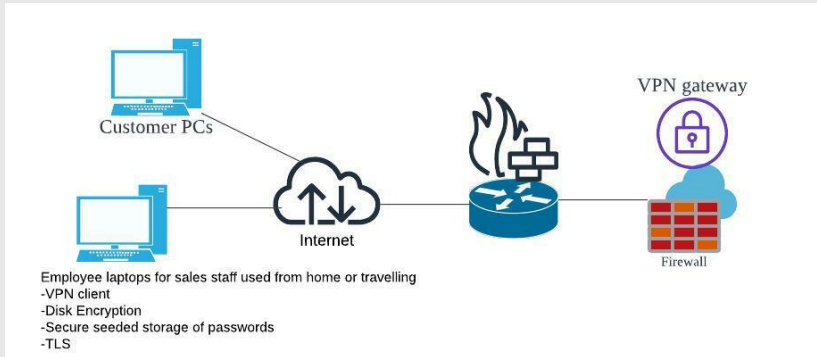 VPN gateway
Customer PCs
Internet
Firewall
Employee laptops for sales staff used from home or travelling
-VPN client
-Disk Encryption
-Secure seeded storage of passwords
-TLS